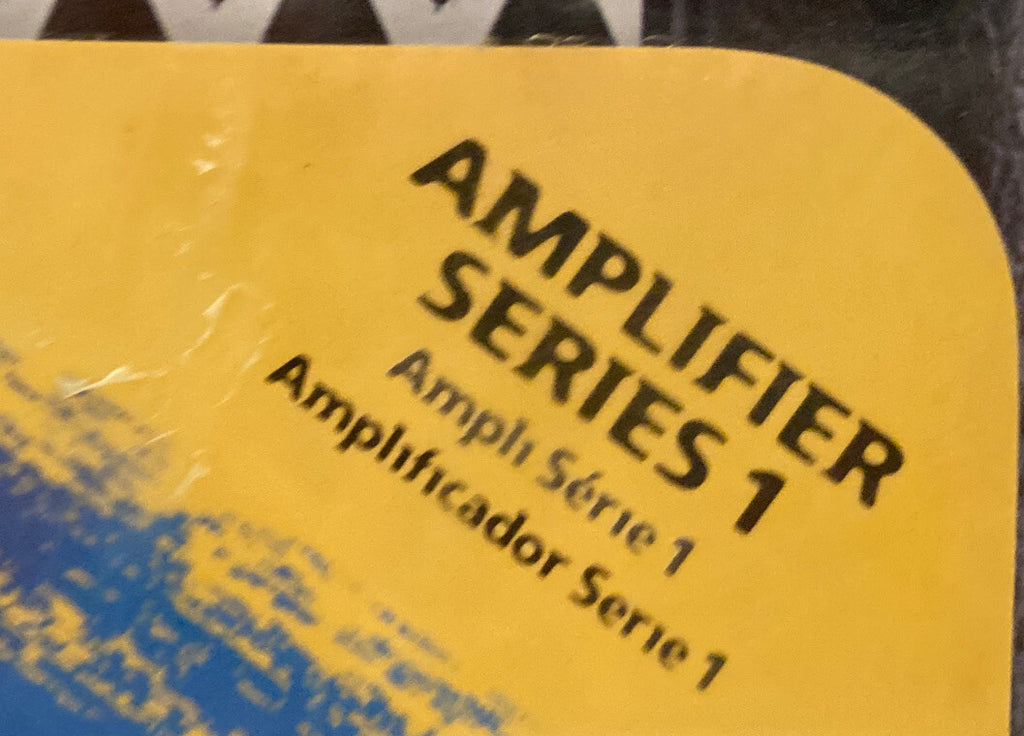 AMPLIFIER
SERIES 1
Ampli Série 1
Amplificador Serie 1